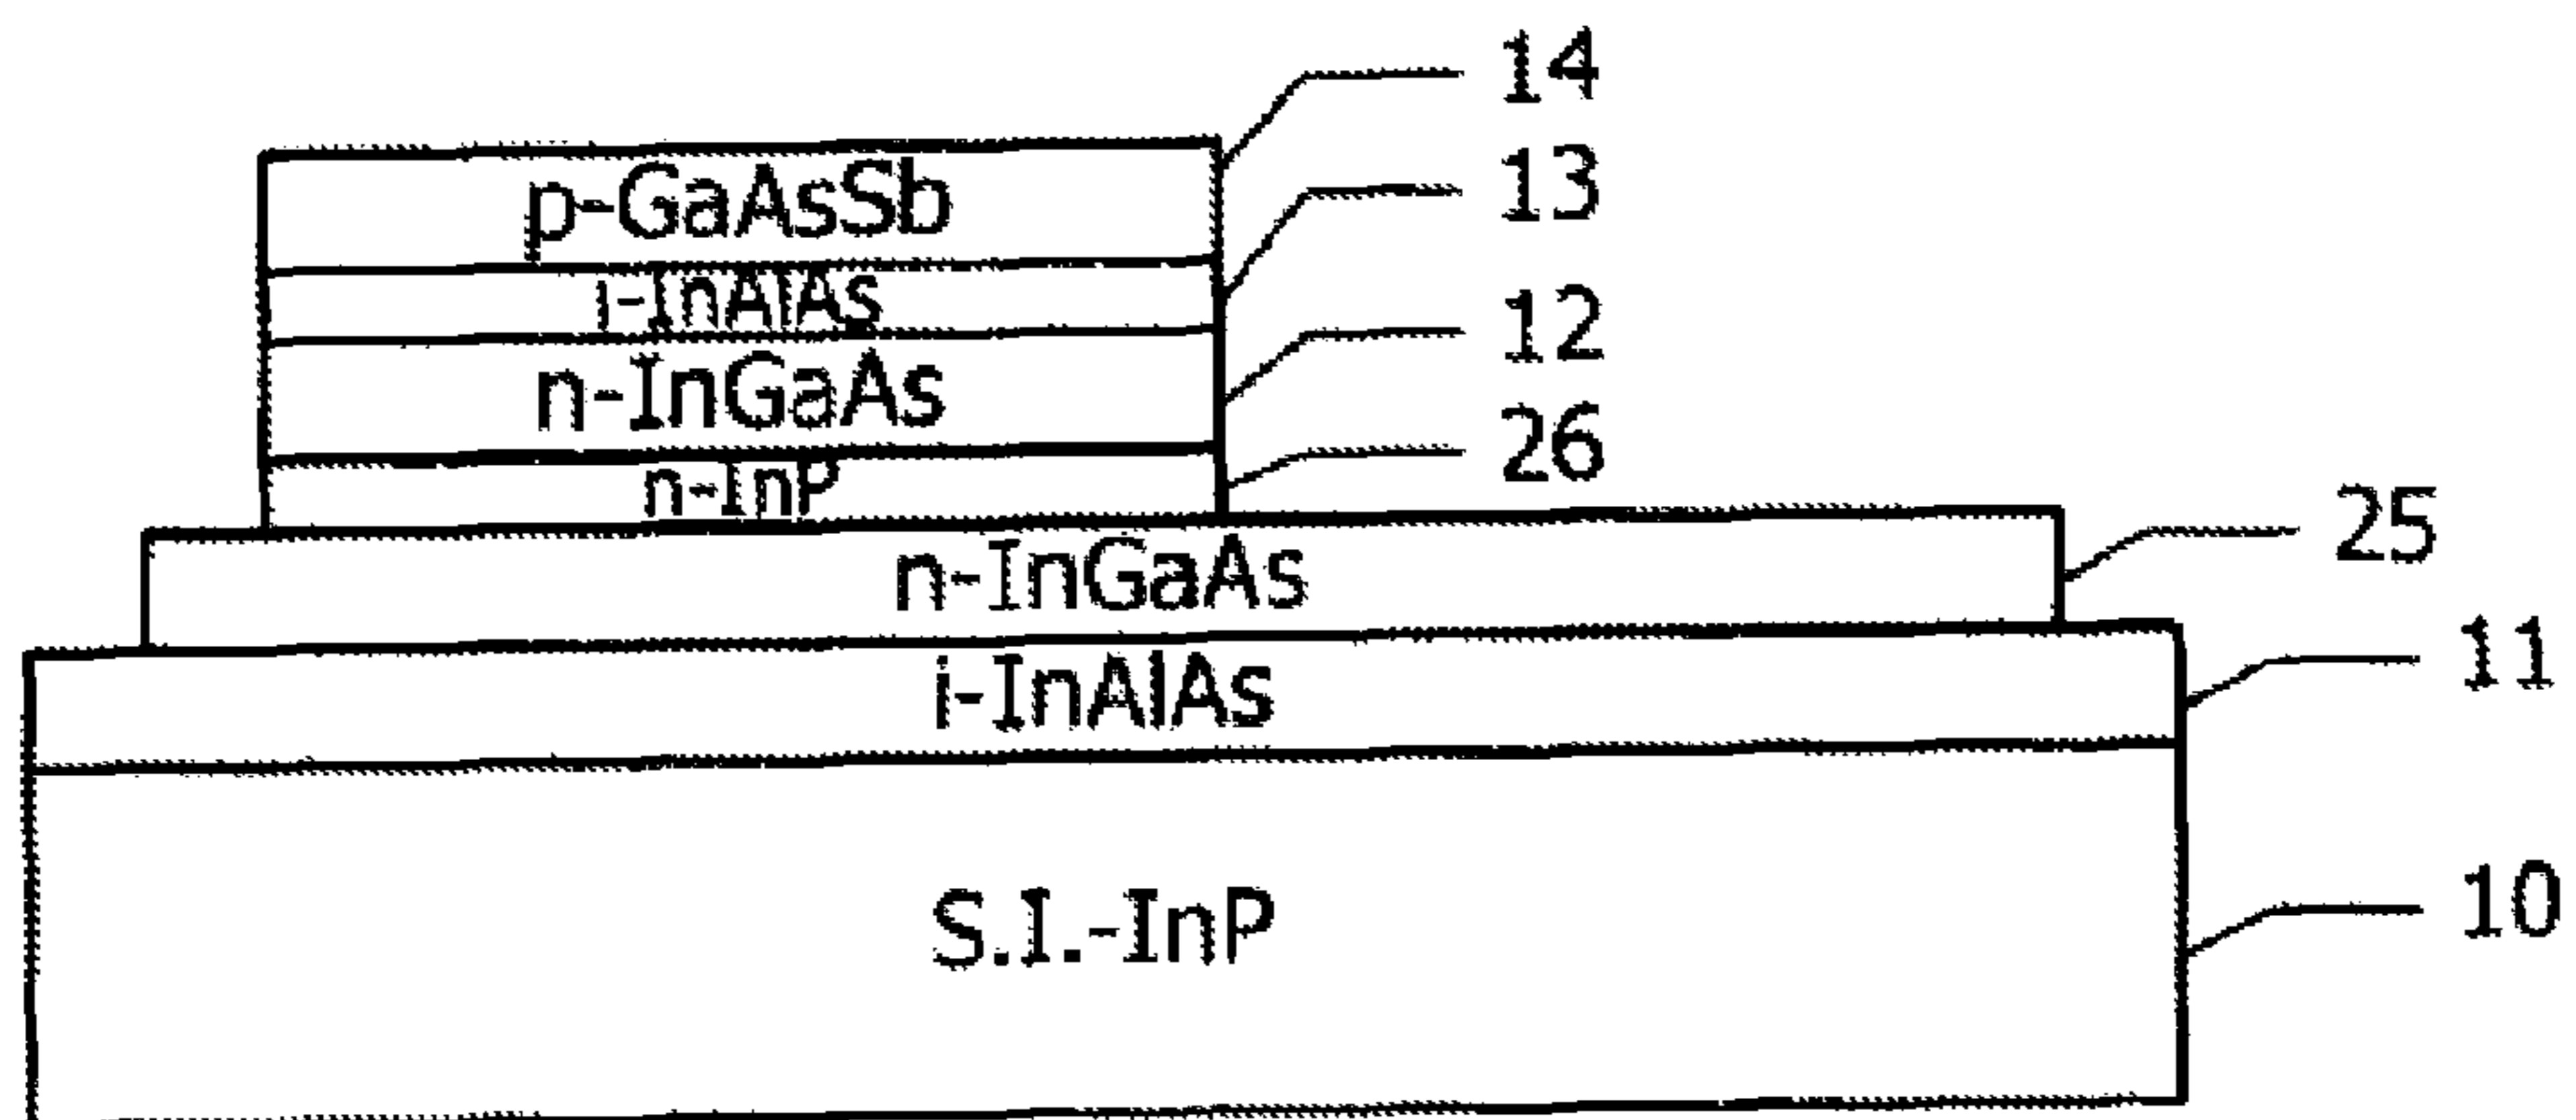 14
p-GaAsSb
13
i-InAlAs
12
n-InGaAs
26
n-InP
25
n-InGaAs
11
i-InAlAs
10
S.I.-InP